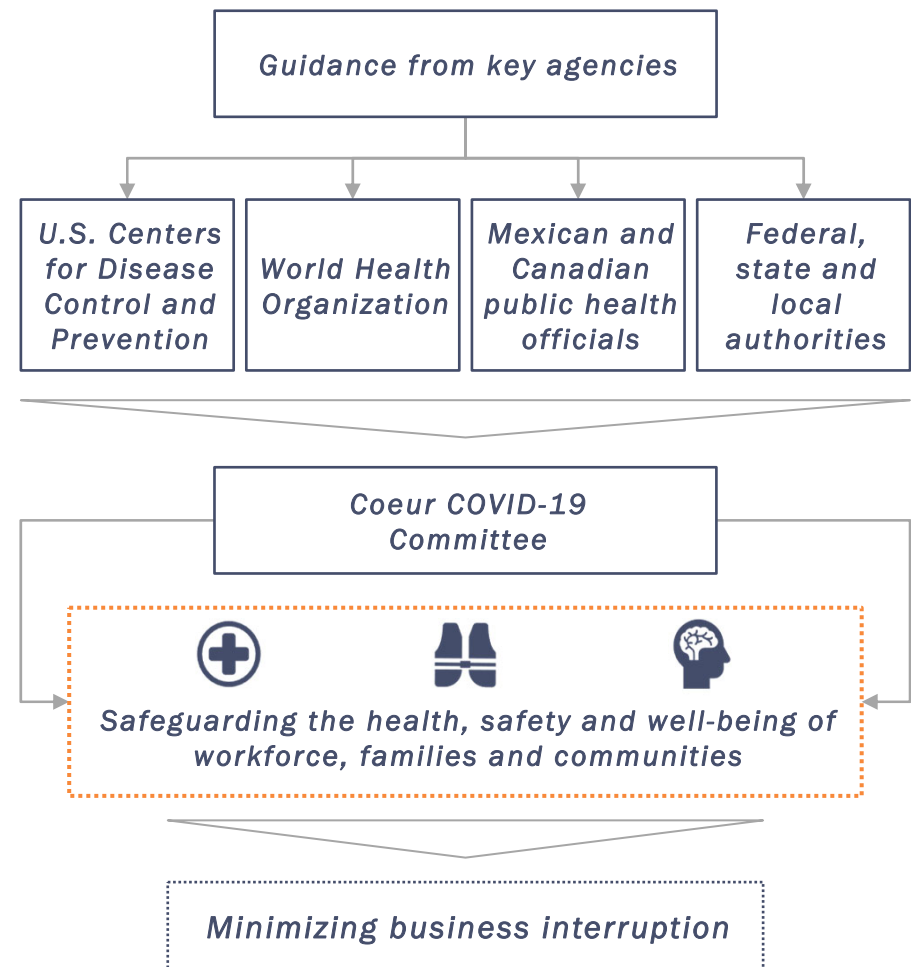 Guidance from key agencies
U.S. Centers
for Disease
Control and
Prevention
World Health
Organization
Mexican and
Canadian
public health
officials
Federal,
state and
local
authorities
Coeur COVID-19
Committee
Safeguarding the health, safety and well-being of
workforce, families and communities
Minimizing business interruption